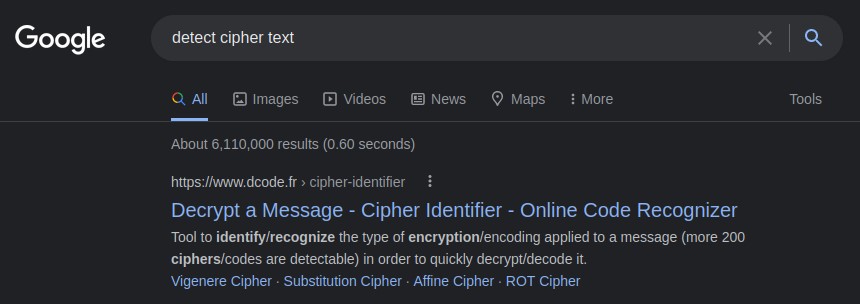 Google
detect cipher text
All Images Videos News Maps More Tools
About 6,110,000 results (0.60 seconds)
https://www.dcode.fr › cipher-identifier
Decrypt a Message - Cipher Identifier - Online Code Recognizer
Tool to identify/recognize the type of encryption/encoding applied to a message (more 200
ciphers/codes are detectable) in order to quickly decrypt/decode it.
Vigenere Cipher · Substitution Cipher · Affine Cipher · ROT Cipher